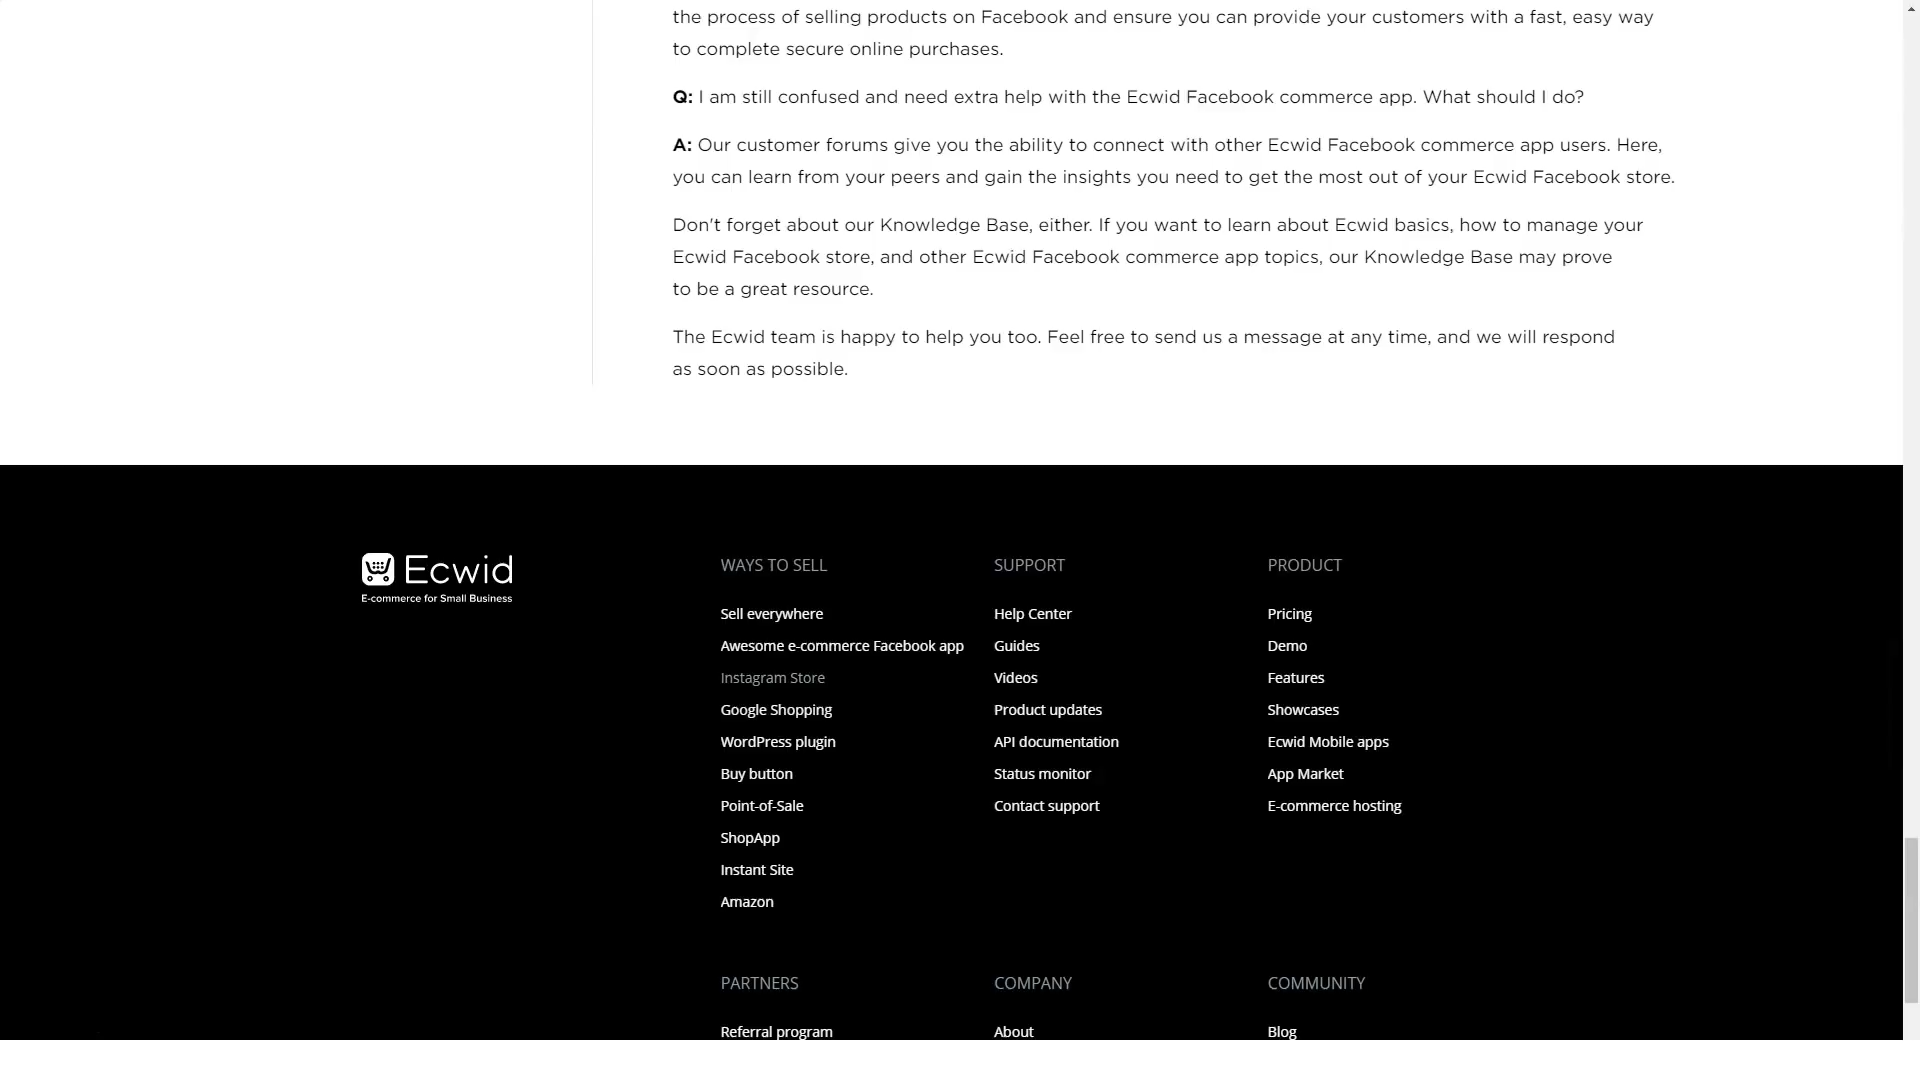 the process of selling products on Facebook and ensure you can provide your customers with a fast, easy way
to complete secure online purchases.
Q: I am still confused and need extra help with the Ecwid Facebook commerce app. What should I do?
A: Our customer forums give you the ability to connect with other Ecwid Facebook commerce app users. Here,
you can learn from your peers and gain the insights you need to get the most out of your Ecwid Facebook store.
Don't forget about our Knowledge Base, either. If you want to learn about Ecwid basics, how to manage your
Ecwid Facebook store, and other Ecwid Facebook commerce app topics, our Knowledge Base may prove
to be a great resource.
The Ecwid team is happy to help you too. Feel free to send us a message at any time, and we will respond
as soon as possible.
Ecwid
E-commerce for Small Business
WAYS TO SELL
Sell everywhere
Awesome e-commerce Facebook app
Instagram Store
Google Shopping
WordPress plugin
Buy button
Point-of-Sale
ShopApp
Instant Site
Amazon
SUPPORT
Help Center
Guides
Videos
Product updates
API documentation
Status monitor
Contact support
PRODUCT
Pricing
Demo
Features
Showcases
Ecwid Mobile apps
App Market
E-commerce hosting
PARTNERS
Referral program
COMPANY
About
COMMUNITY
Blog